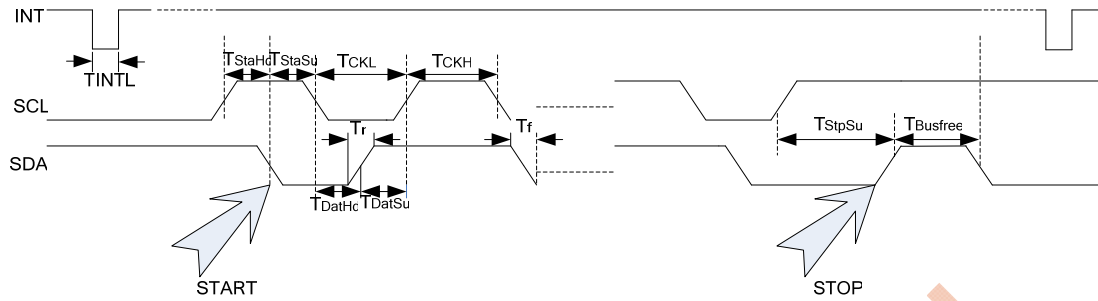 INT
TStaHd TStaSu TCKL TCKH
TINTL
SCL
Tr Tf TStpSu TBusfree
SDA
TDatHd TDatSu
START STOP